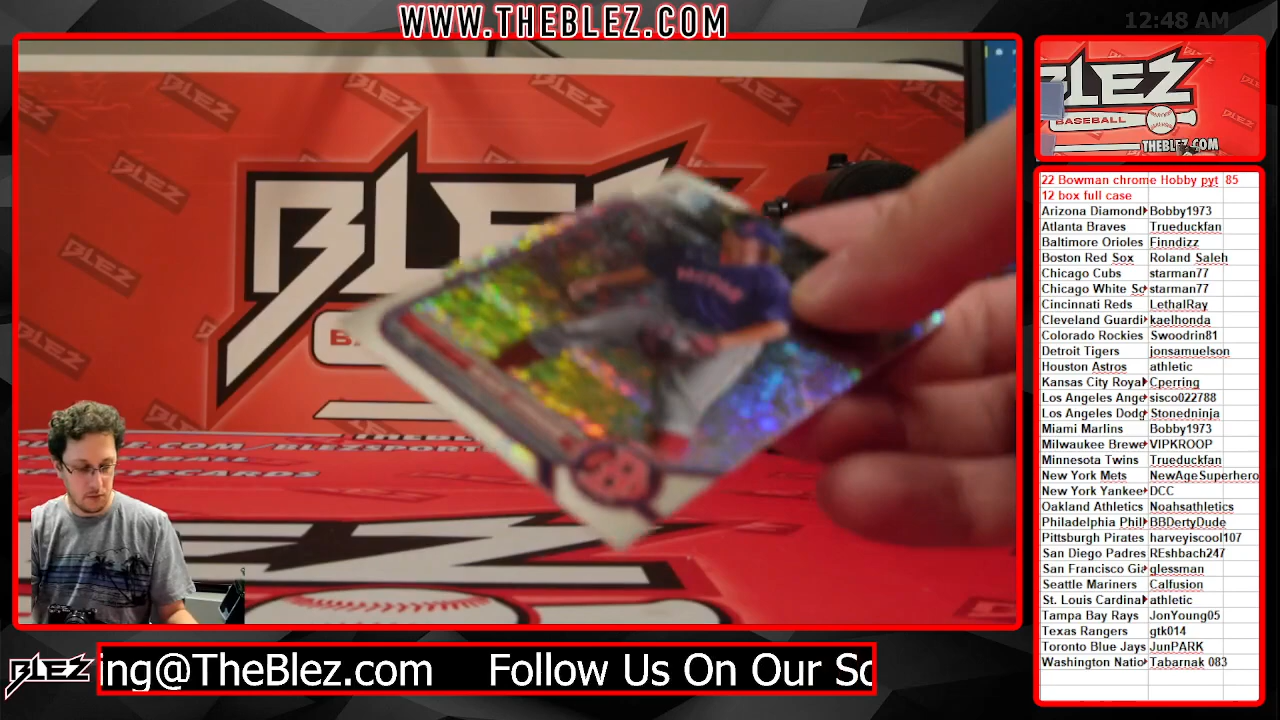 WWW.THEBLEZ.COM
12:48 AM
BLEZ
BASEBALL
THEBLEZ.COM
22 Bowman chrome Hobby pyt 85
12 box full case
Arizona Diamond Bobby1973
Atlanta Braves Trueduckfan
Baltimore Orioles Finndizz
Boston Red Sox Roland Saleh
Chicago Cubs starman77
Chicago White So starman77
Cincinnati Reds LethalRay
Cleveland Guardi kaelhonda
Colorado Rockies Swoodrin81
Detroit Tigers jonsamuelson
Houston Astros athletic
Kansas City Roya Cperring
Los Angeles Ange sisco022788
Los Angeles Dodg Stonedninja
Miami Marlins Bobby1973
Milwaukee Brewe VIPKROOP
Minnesota Twins Trueduckfan
New York Mets NewAgeSuperhero
New York Yankee DCC
Oakland Athletics Noahsathletics
Philadelphia Phil BBDertyDude
Pittsburgh Pirates harveyiscool107
San Diego Padres REshbach247
San Francisco Gia glessman
Seattle Mariners Calfusion
St. Louis Cardinal athletic
Tampa Bay Rays JonYoung05
Texas Rangers gtk014
Toronto Blue Jays JunPARK
Washington Natio Tabarnak 083
BLEZ
BLEZ ing@TheBlez.com Follow Us On Our So